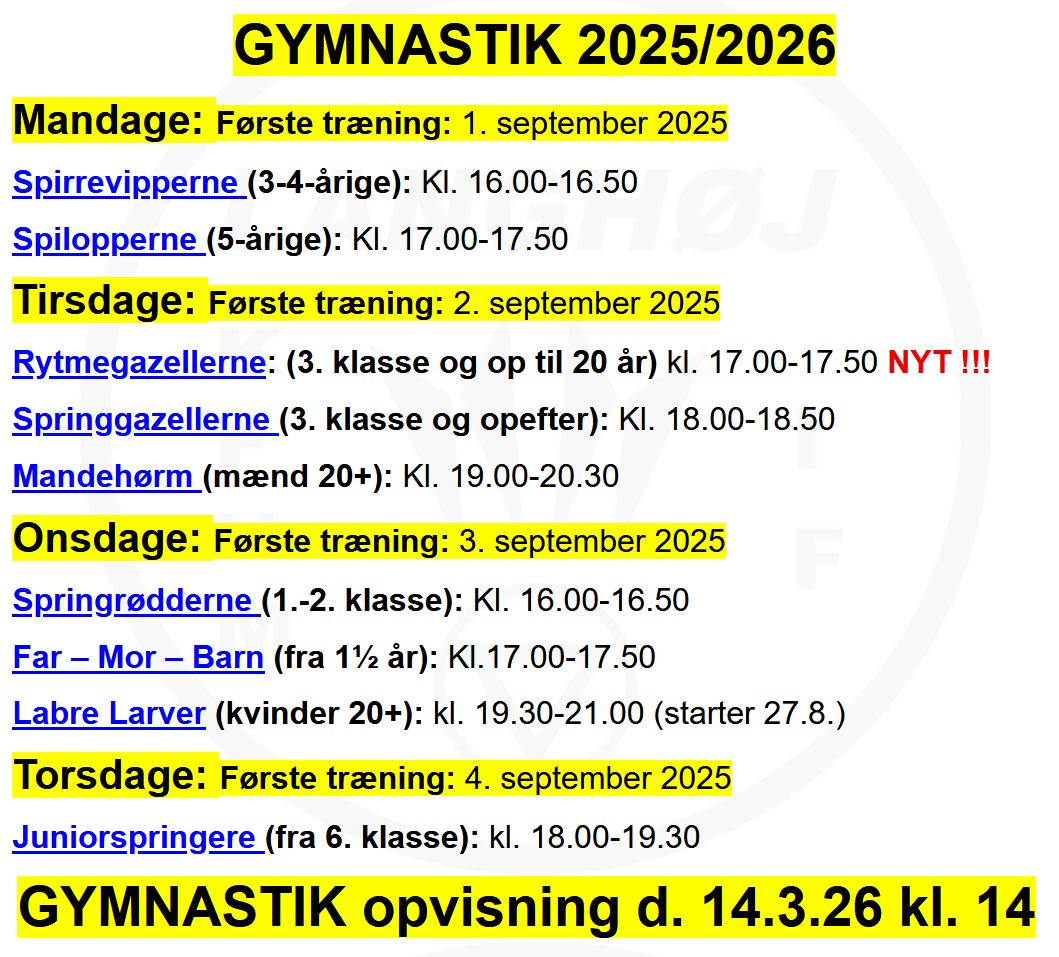 GYMNASTIK 2025/2026
Mandage: Første træning: 1. september 2025
Spirrevipperne (3-4-årige): Kl. 16.00-16.50
Spilopperne (5-årige): Kl. 17.00-17.50
Tirsdage: Første træning: 2. september 2025
Rytmegazellerne: (3. klasse og op til 20 år) kl. 17.00-17.50 NYT !!!
Springgazellerne (3. klasse og opefter): Kl. 18.00-18.50
Mandehørm (mænd 20+): Kl. 19.00-20.30
Onsdage: Første træning: 3. september 2025
Springrødderne (1.-2. klasse): Kl. 16.00-16.50
Far – Mor – Barn (fra 1½ år): Kl.17.00-17.50
Labre Larver (kvinder 20+): kl. 19.30-21.00 (starter 27.8.)
Torsdage: Første træning: 4. september 2025
Juniorspringere (fra 6. klasse): kl. 18.00-19.30
GYMNASTIK opvisning d. 14.3.26 kl. 14
LANGHØJ